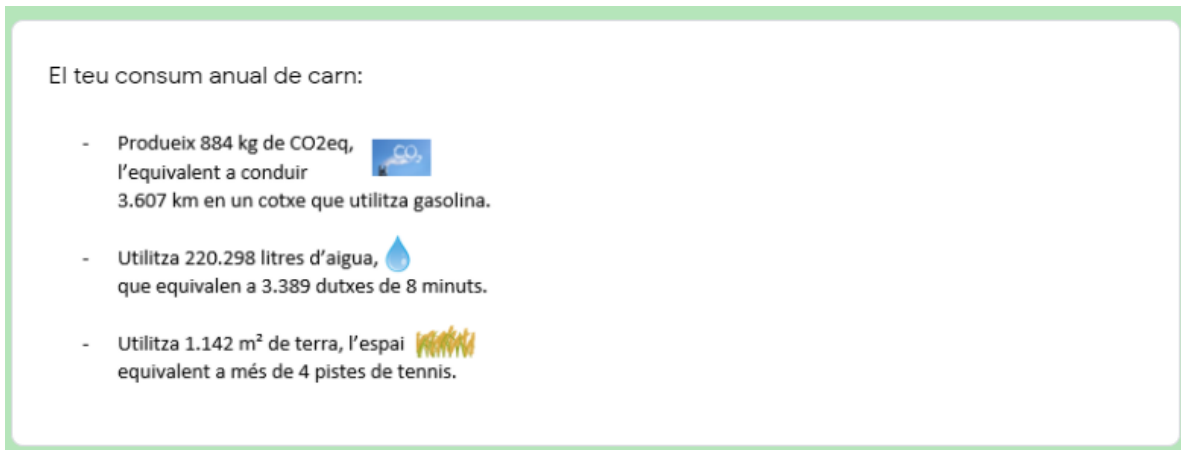 El teu consum anual de carn:
- Produeix 884 kg de CO2eq,
CO₂
l'equivalent a conduir
3.607 km en un cotxe que utilitza gasolina.
- Utilitza 220.298 litres d'aigua,
que equivalen a 3.389 dutxes de 8 minuts.
- Utilitza 1.142 m² de terra, l'espai
equivalent a més de 4 pistes de tennis.